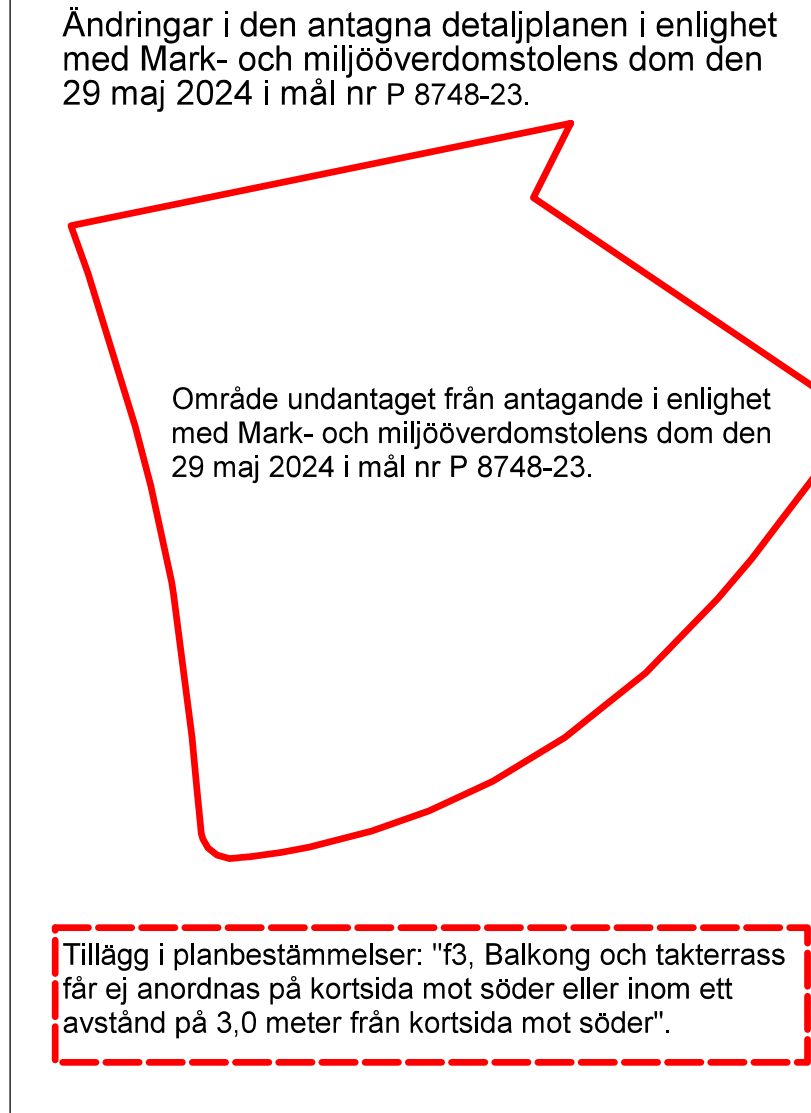 Ändringar i den antagna detaljplanen i enlighet
med Mark- och miljööverdomstolens dom den
29 maj 2024 i mål nr P 8748-23.
Område undantaget från antagande i enlighet
med Mark- och miljööverdomstolens dom den
29 maj 2024 i mål nr P 8748-23.
Tillägg i planbestämmelser: "f3, Balkong och takterrass
får ej anordnas på kortsida mot söder eller inom ett
avstånd på 3,0 meter från kortsida mot söder".